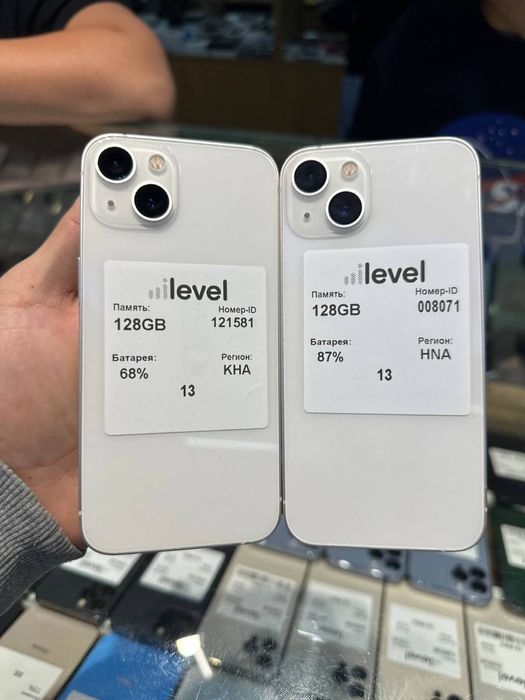 level
Память:
Номер-ID
128GB
121581
Батарея:
Регион:
68%
KHA
13
level
Память:
Номер-ID
128GB
008071
Батарея:
Регион:
87%
HNA
13